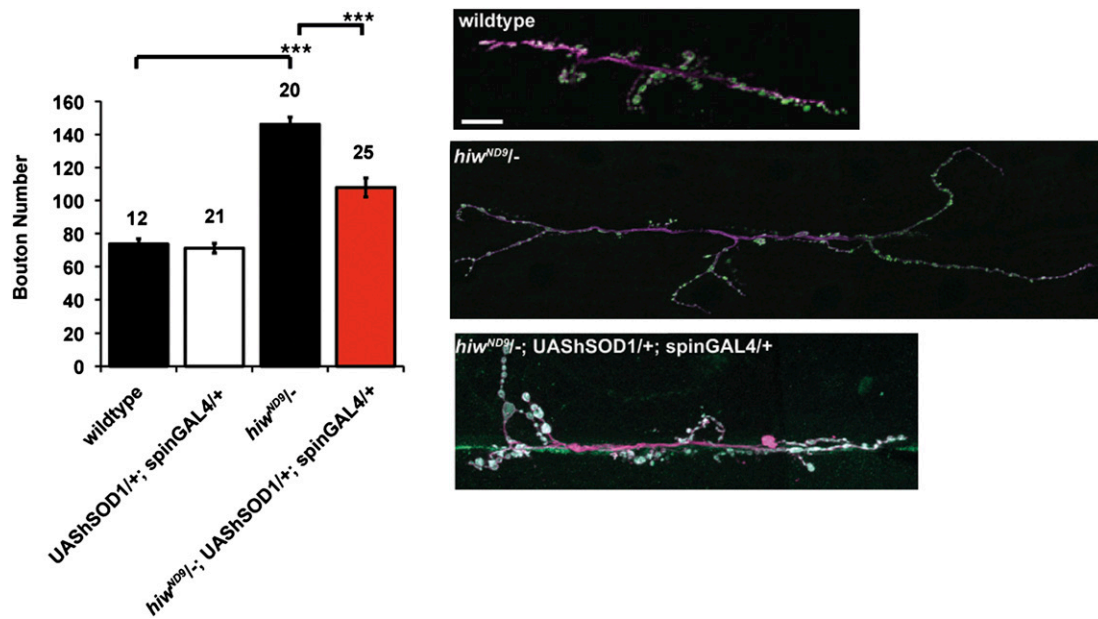 ***
***
20
160
140
25
120
100
12
21
80
60
40
20
0
Bouton Number
wildtype
UAShSOD1/+; spinGAL4/+
hiwND9/-
hiwND9/-; UAShSOD1/+; spinGAL4/+
wildtype
hiwND9/-
hiwND9/-; UAShSOD1/+; spinGAL4/+